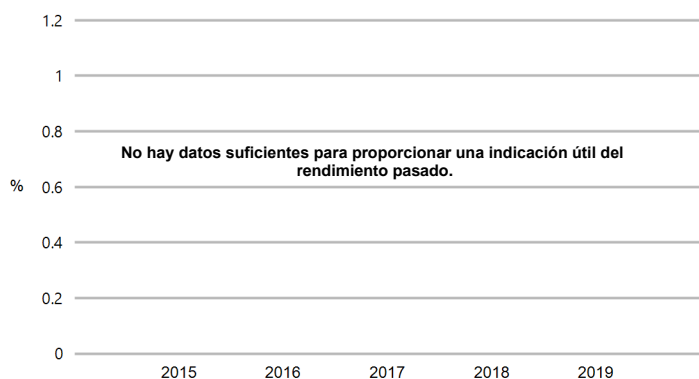 1.2
1
0.8
No hay datos suficientes para proporcionar una indicación útil del
rendimiento pasado.
%
0.6
0.4
0.2
0
2015 2016 2017 2018 2019